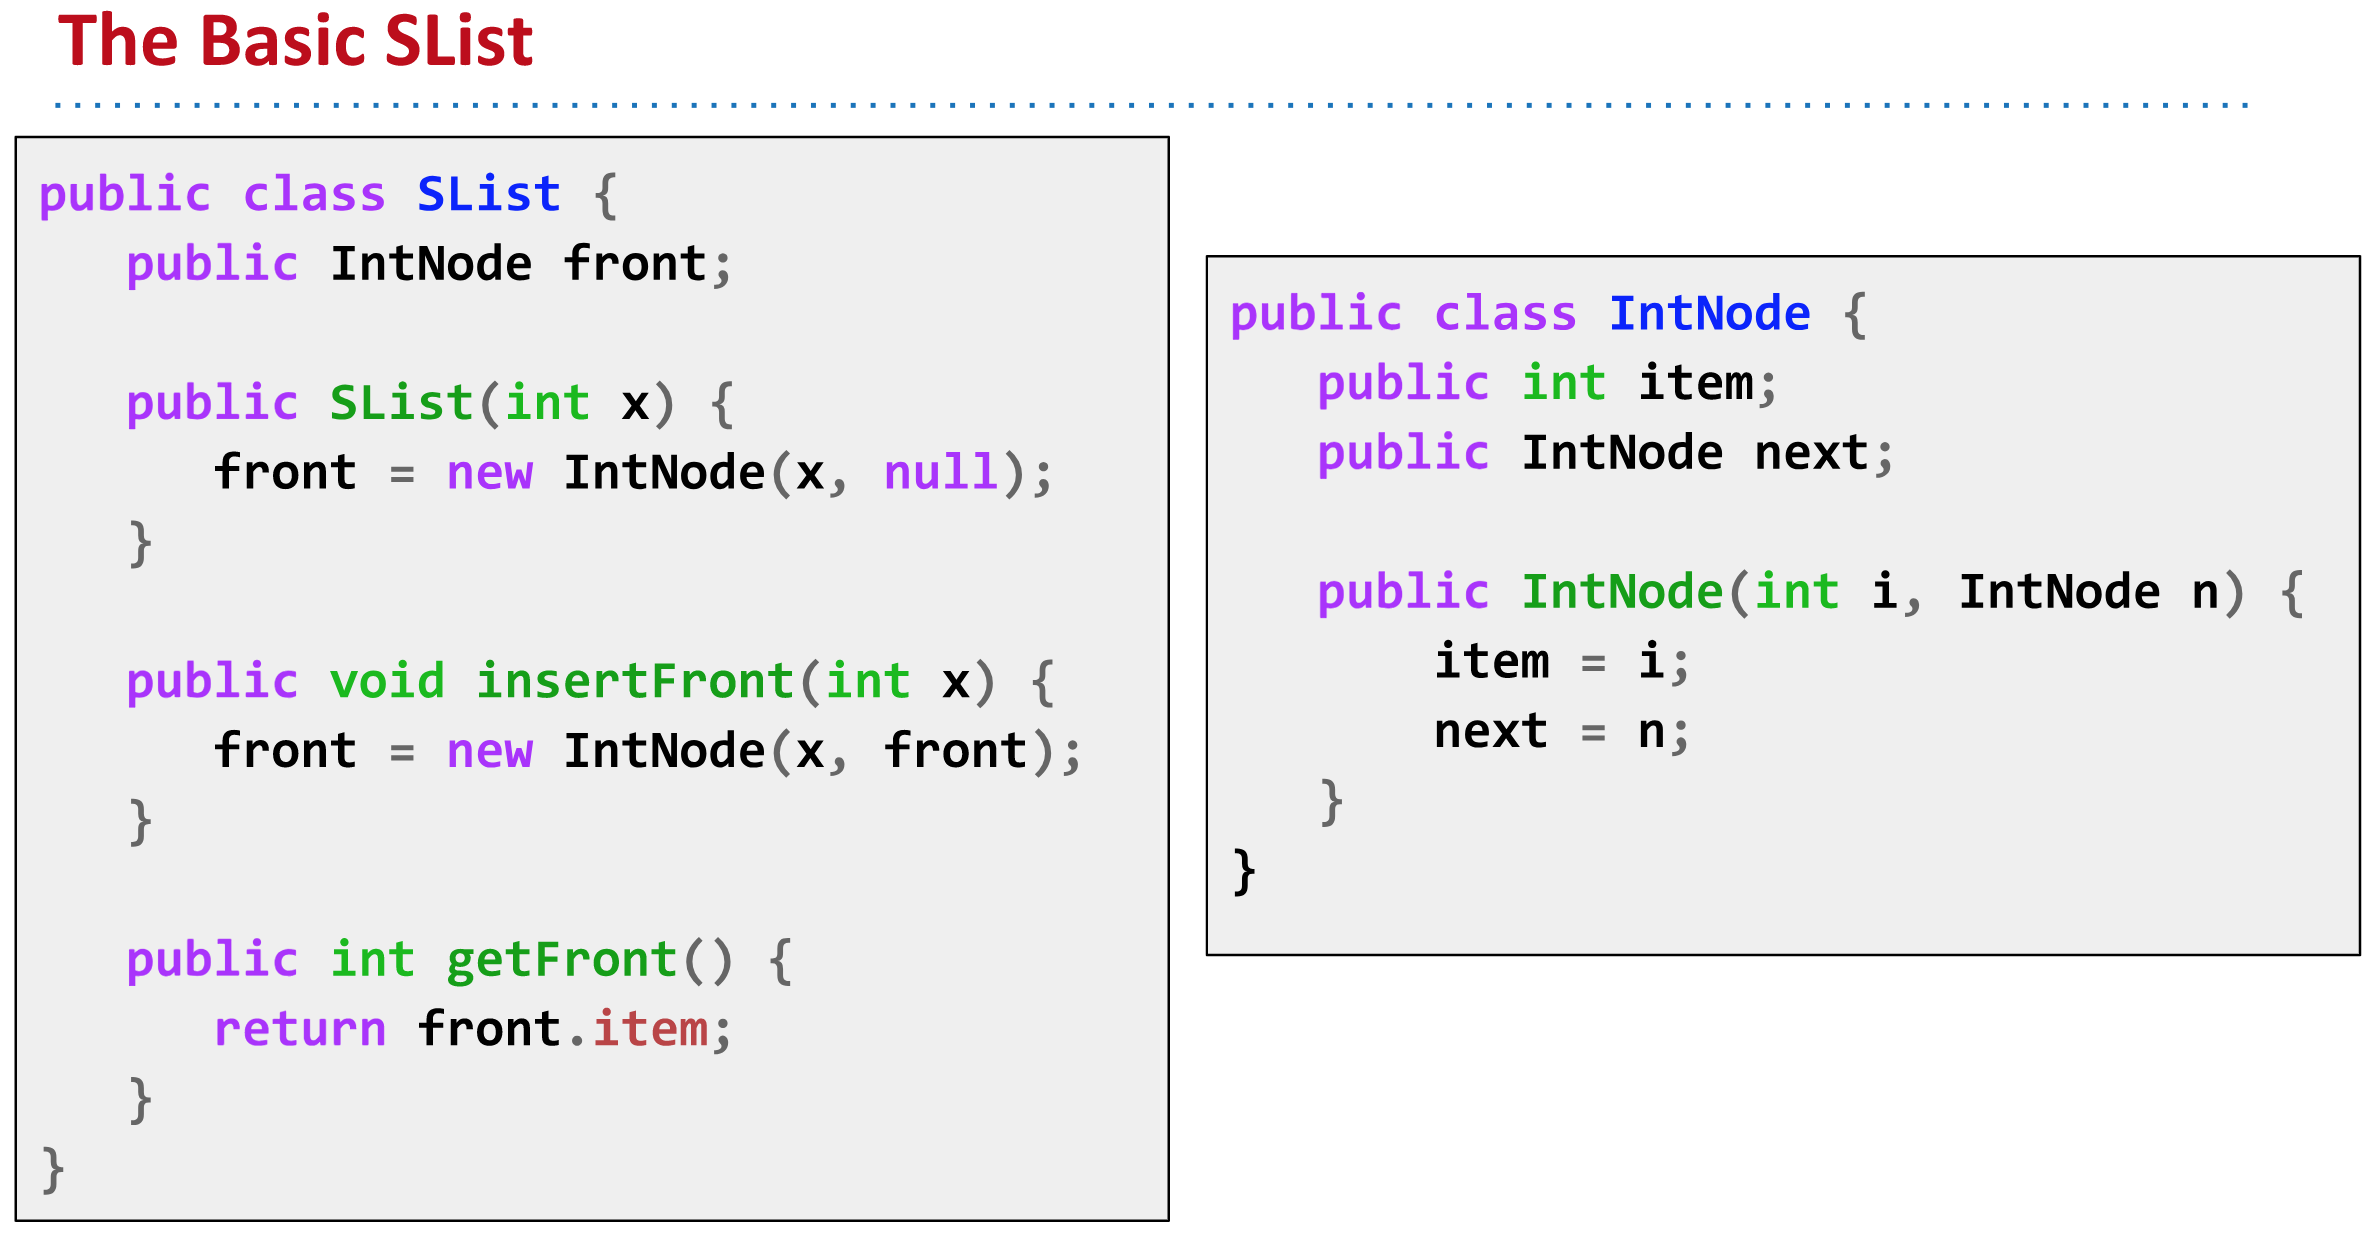 The Basic SList
public class SList {
    public IntNode front;

    public SList(int x) {
        front = new IntNode(x, null);
    }

    public void insertFront(int x) {
        front = new IntNode(x, front);
    }

    public int getFront() {
        return front.item;
    }
}
public class IntNode {
    public int item;
    public IntNode next;

    public IntNode(int i, IntNode n) {
        item = i;
        next = n;
    }
}